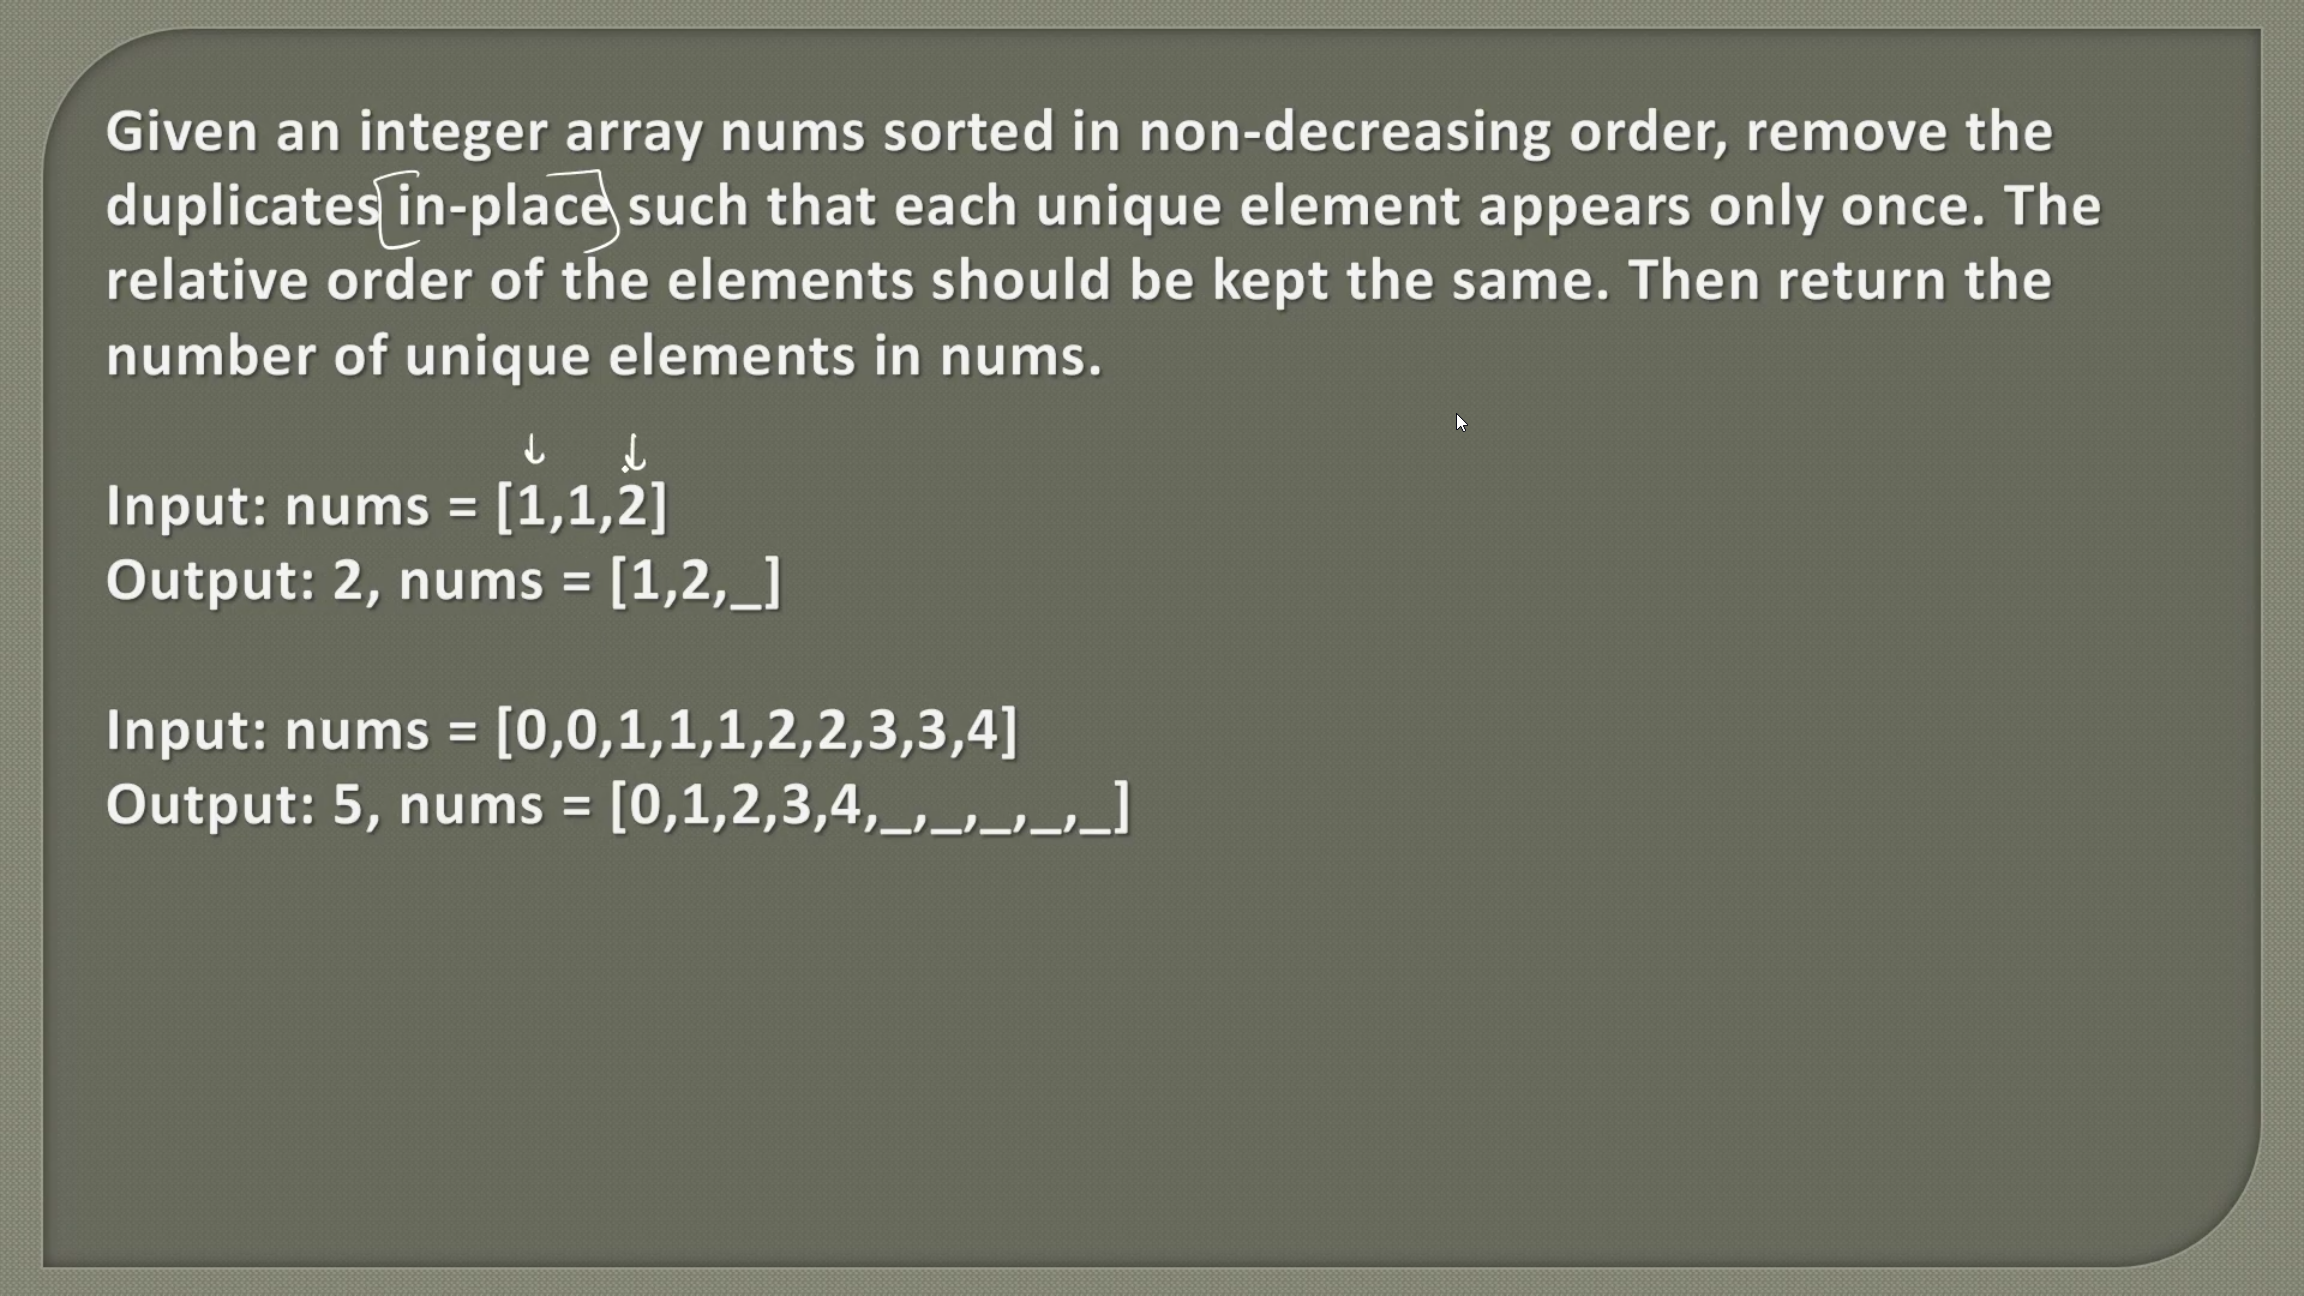 Given an integer array nums sorted in non-decreasing order, remove the
duplicates in-place such that each unique element appears only once. The
relative order of the elements should be kept the same. Then return the
number of unique elements in nums.
Input: nums = [1,1,2]
Output: 2, nums = [1,2,_]
Input: nums = [0,0,1,1,1,2,2,3,3,4]
Output: 5, nums = [0,1,2,3,4,_,_,_,_,_]